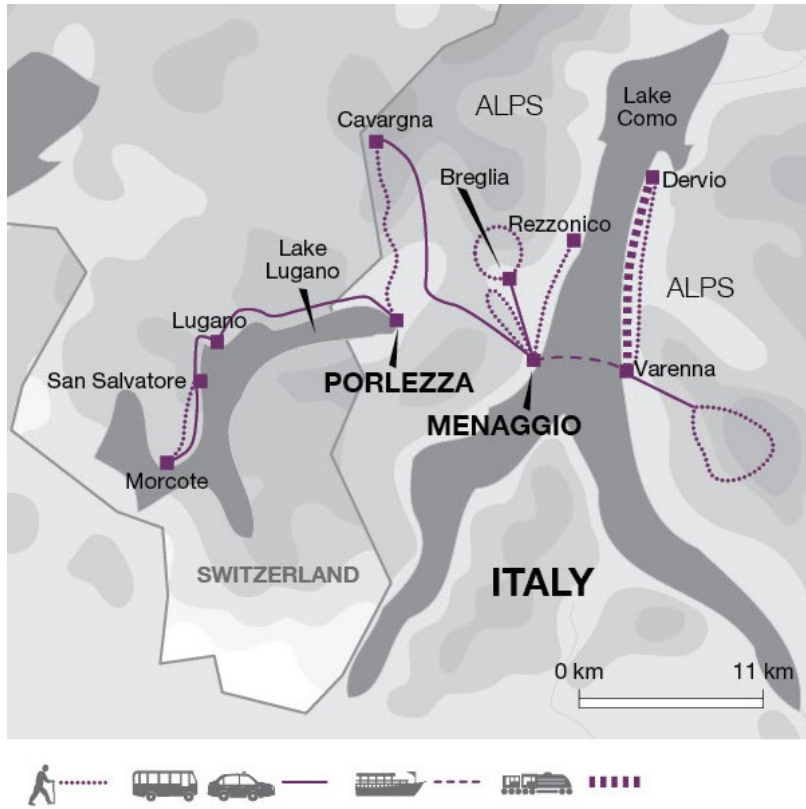 ALPS
Lake
Como
Cavargna
Breglia
Dervio
Rezzonico
Lake
Lugano
ALPS
Lugano
San Salvatore
PORLEZZA
Varenna
MENAGGIO
Morcote
SWITZERLAND
ITALY
0 km
11 km